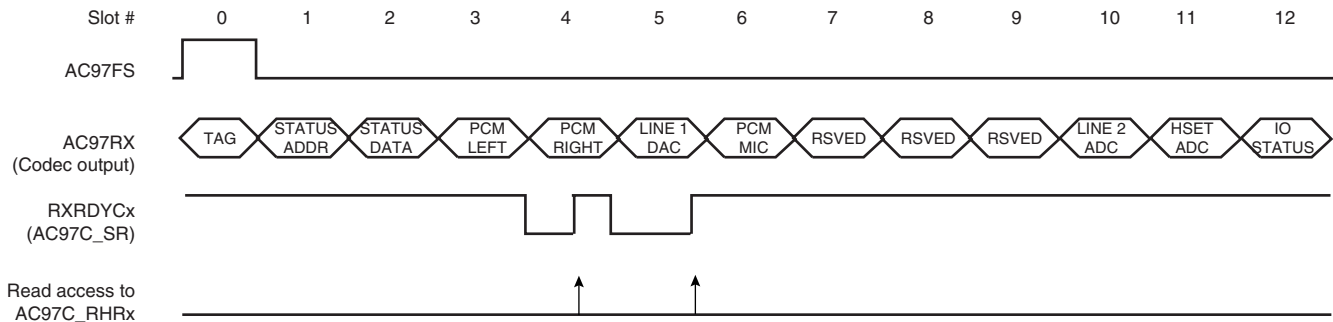 Slot # 0 1 2 3 4 5 6 7 8 9 10 11 12
AC97FS
AC97RX
(Codec output)
TAG
STATUS
ADDR
STATUS
DATA
PCM
LEFT
PCM
RIGHT
LINE 1
DAC
PCM
MIC
RSVED
RSVED
RSVED
LINE 2
ADC
HSET
ADC
IO
STATUS
RXRDYCx
(AC97C_SR)
Read access to
AC97C_RHRx